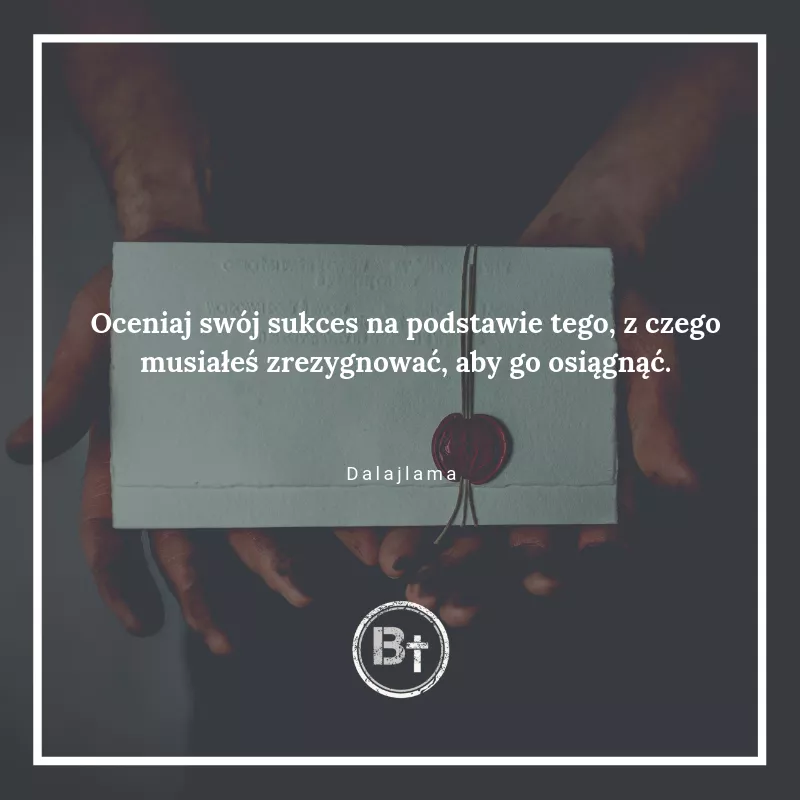 Oceniaj swój sukces na podstawie tego, z czego
musiałeś zrezygnować, aby go osiągnąć.
Dalajlama
Bt